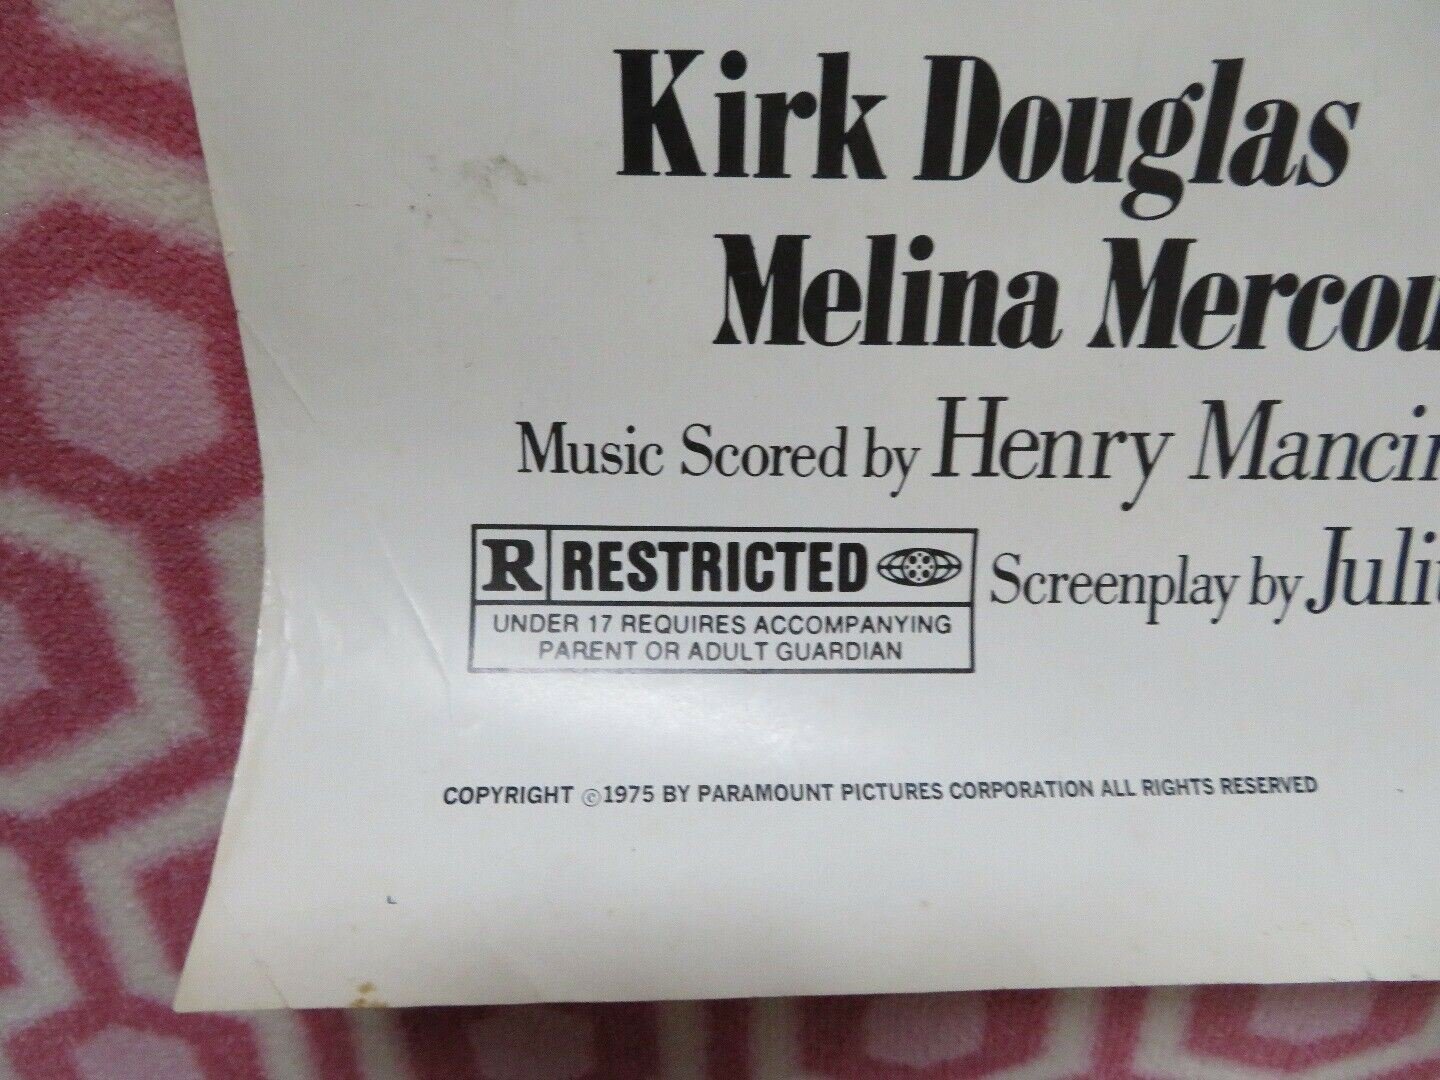 Kirk Douglas
Melina Mercou
Music Scored by Henry Mancin
R RESTRICTED
UNDER 17 REQUIRES ACCOMPANYING
PARENT OR ADULT GUARDIAN
Screenplay by Juliu
COPYRIGHT ©1975 BY PARAMOUNT PICTURES CORPORATION ALL RIGHTS RESERVED